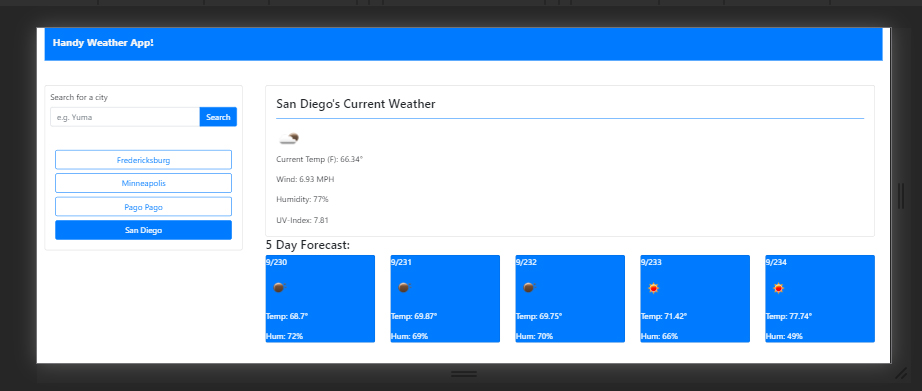 Handy Weather App!
Search for a city
e.g. Yuma
Search
Fredericksburg
Minneapolis
Pago Pago
San Diego
San Diego's Current Weather
Current Temp (F): 66.34°
Wind: 6.93 MPH
Humidity: 77%
UV-Index: 7.81
5 Day Forecast:
9/230
Temp: 68.7°
Hum: 72%
9/231
Temp: 69.87°
Hum: 69%
9/232
Temp: 69.75°
Hum: 70%
9/233
Temp: 71.42°
Hum: 66%
9/234
Temp: 77.74°
Hum: 49%